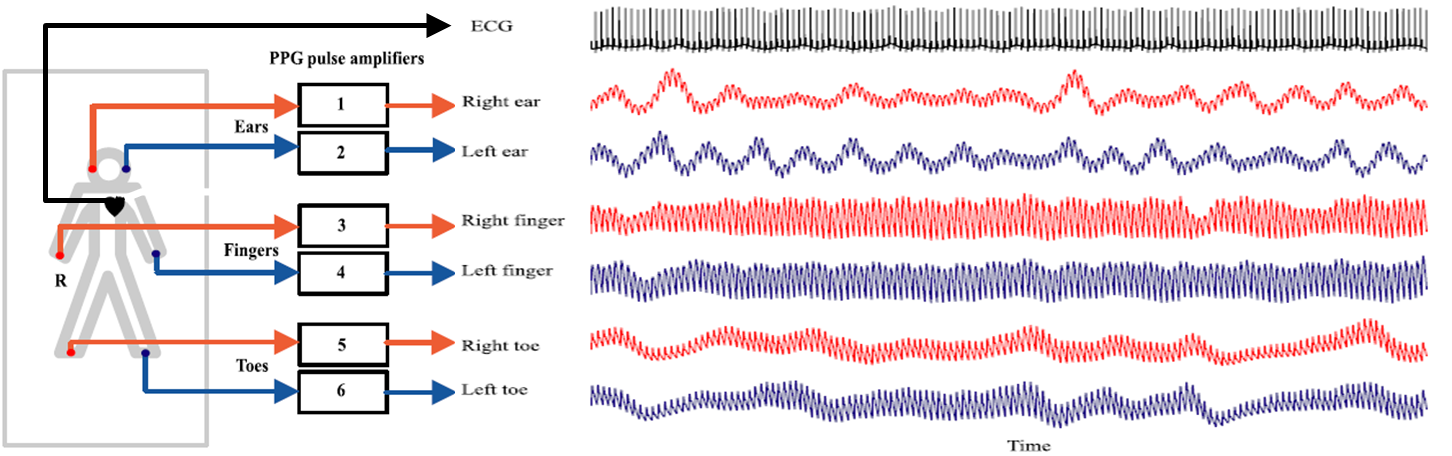 ECG
PPG pulse amplifiers
1
Right ear
Ears
2
Left ear
3
Right finger
Fingers
R
4
Left finger
5
Right toe
Toes
6
Left toe
Time